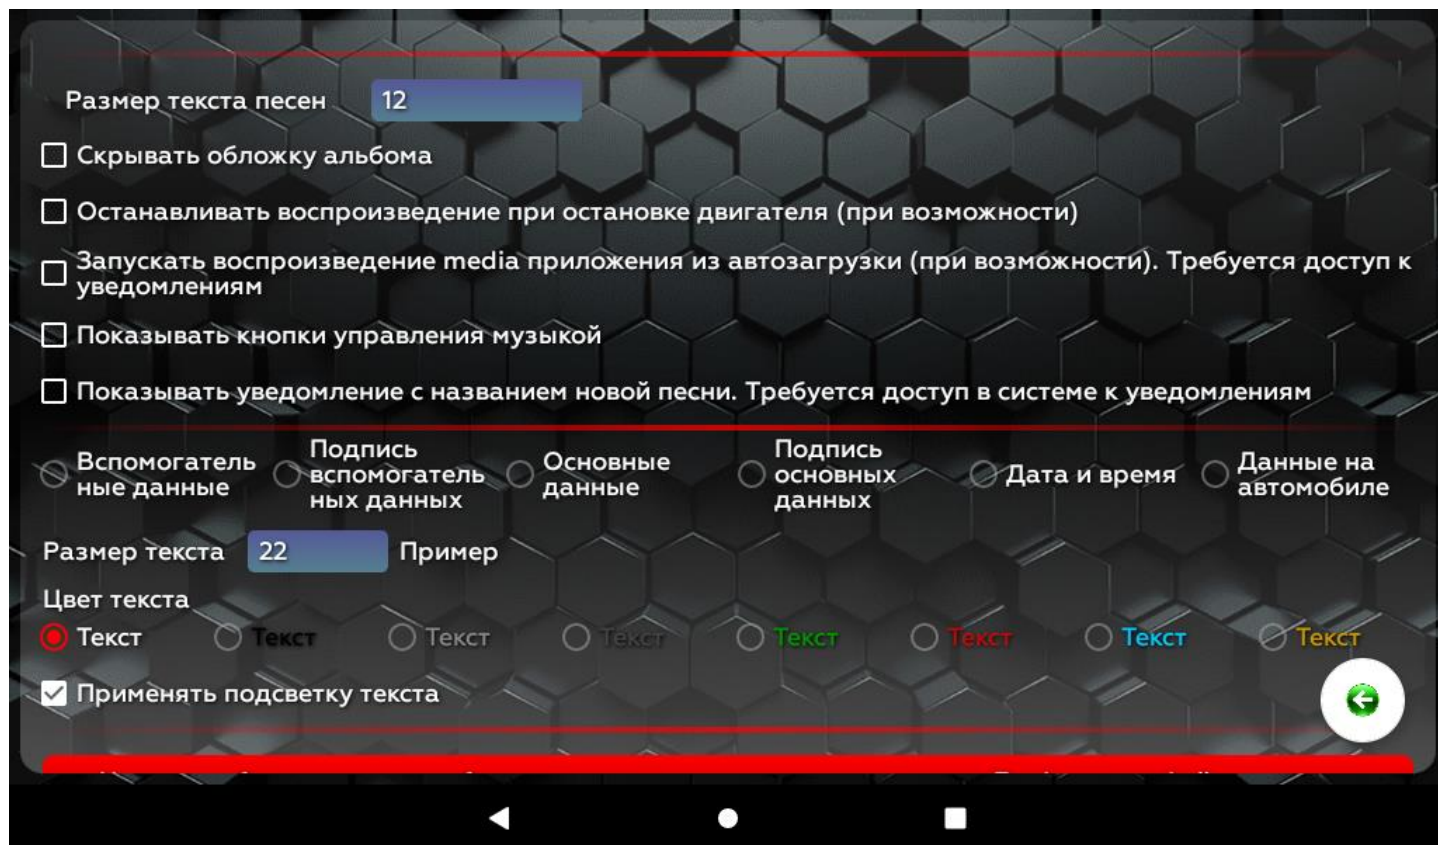 Размер текста песен 12
Скрывать обложку альбома
Останавливать воспроизведение при остановке двигателя (при возможности)
Запускать воспроизведение media приложения из автозагрузки (при возможности). Требуется доступ к
уведомлениям
Показывать кнопки управления музыкой
Показывать уведомление с названием новой песни. Требуется доступ в системе к уведомлениям
Вспомогатель
ные данные
Подпись
вспомогатель
ных данных
Основные
данные
Подпись
основных
данных
Дата и время
Данные на
автомобиле
Размер текста 22 Пример
Цвет текста
Текст Текст Текст Текст Текст Текст Текст Текст
Применять подсветку текста